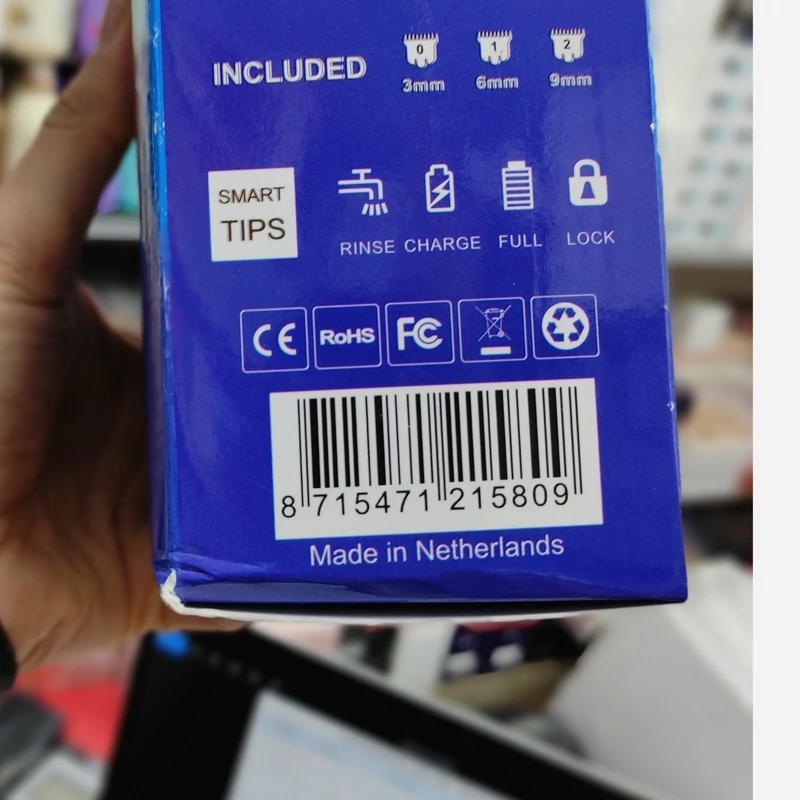 INCLUDED
0 1 2
3mm 6mm 9mm
SMART
TIPS
RINSE CHARGE FULL LOCK
CE RoHS FC
8 715471 215809
Made in Netherlands